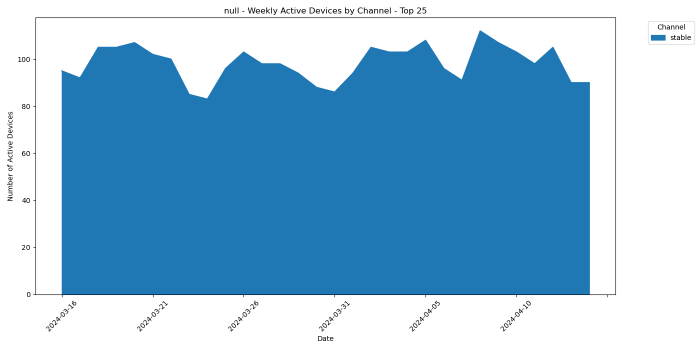 null - Weekly Active Devices by Channel - Top 25
Channel
stable
Number of Active Devices
100
80
60
40
20
0
2024-03-16
2024-03-21
2024-03-26
2024-03-31
2024-04-05
2024-04-10
Date